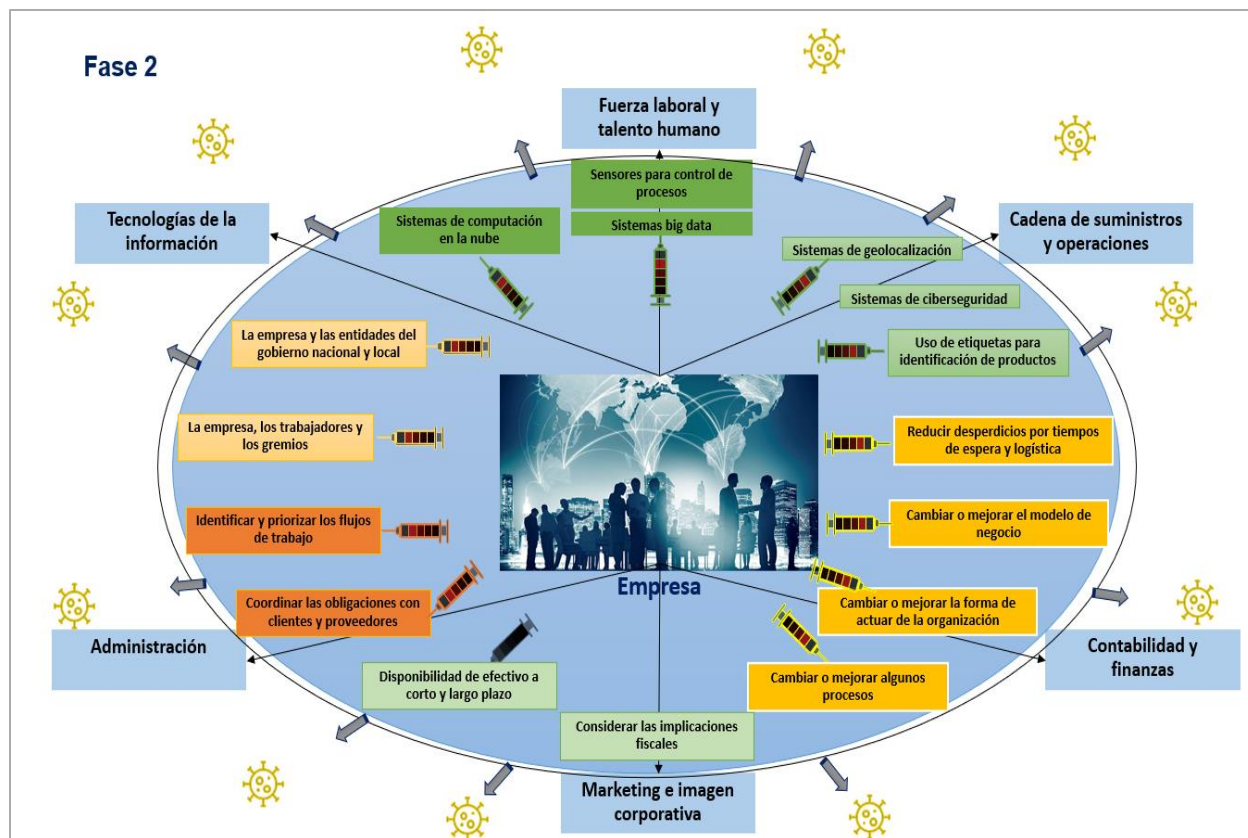 Fase 2
Fuerza laboral y
talento humano
Sensores para control de
procesos
Sistemas big data
Tecnologías de la
información
Sistemas de computación
en la nube
Cadena de suministros
y operaciones
Sistemas de geolocalización
Sistemas de ciberseguridad
La empresa y las entidades del
gobierno nacional y local
Uso de etiquetas para
identificación de productos
La empresa, los trabajadores y
los gremios
Reducir desperdicios por tiempos
de espera y logística
Identificar y priorizar los flujos
de trabajo
Cambiar o mejorar el modelo de
negocio
Empresa
Coordinar las obligaciones con
clientes y proveedores
Cambiar o mejorar la forma de
actuar de la organización
Administración
Contabilidad y
finanzas
Disponibilidad de efectivo a
corto y largo plazo
Cambiar o mejorar algunos
procesos
Considerar las implicaciones
fiscales
Marketing e imagen
corporativa